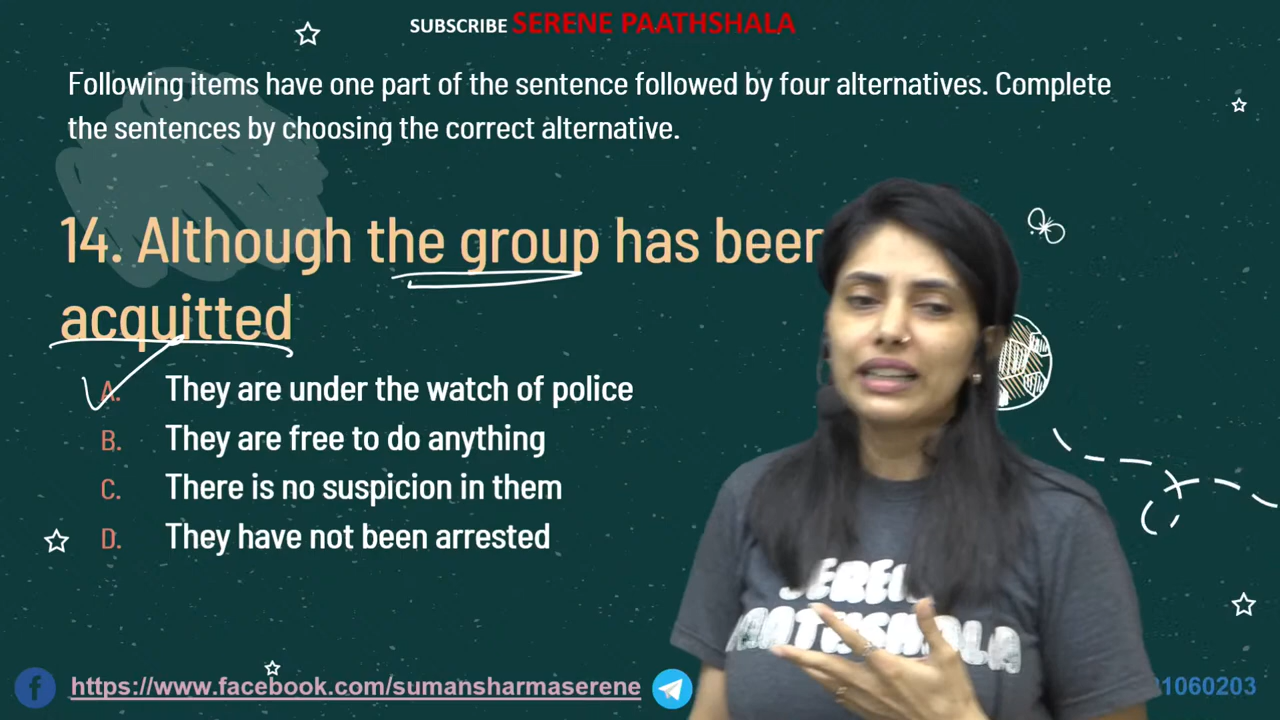 SUBSCRIBE SERENE PAATHSHALA
Following items have one part of the sentence followed by four alternatives. Complete
the sentences by choosing the correct alternative.
14. Although the group has been
acquitted
A. They are under the watch of police
B. They are free to do anything
C. There is no suspicion in them
D. They have not been arrested
SERENE
PAATHSHALA
https://www.facebook.com/sumansharmaserene 1060203